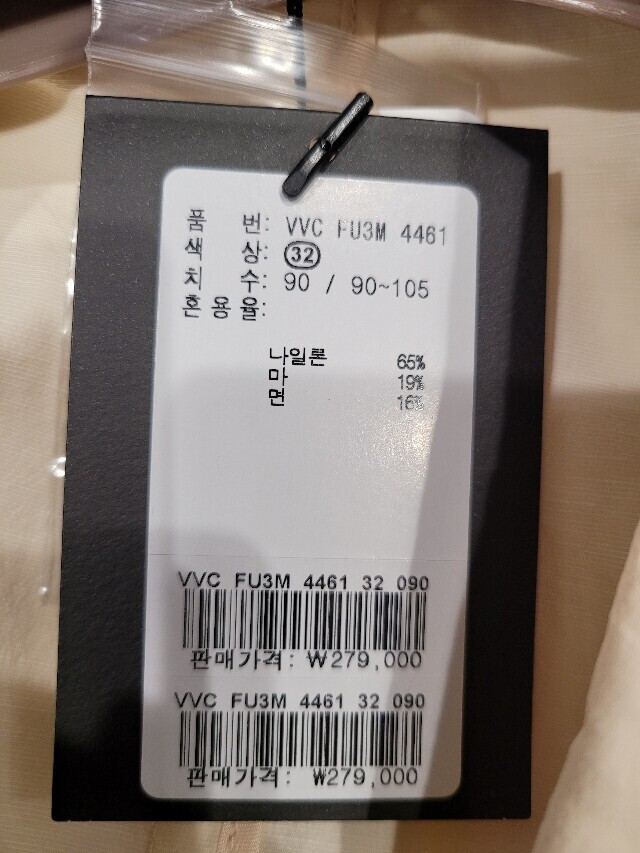 품 번: VVC FU3M 4461
색 상: 32
치 수: 90 / 90~105
혼용율:
나일론 65%
마 19%
면 16%
VVC FU3M 4461 32 090
판매가격: ₩279,000
VVC FU3M 4461 32 090
판매가격: ₩279,000